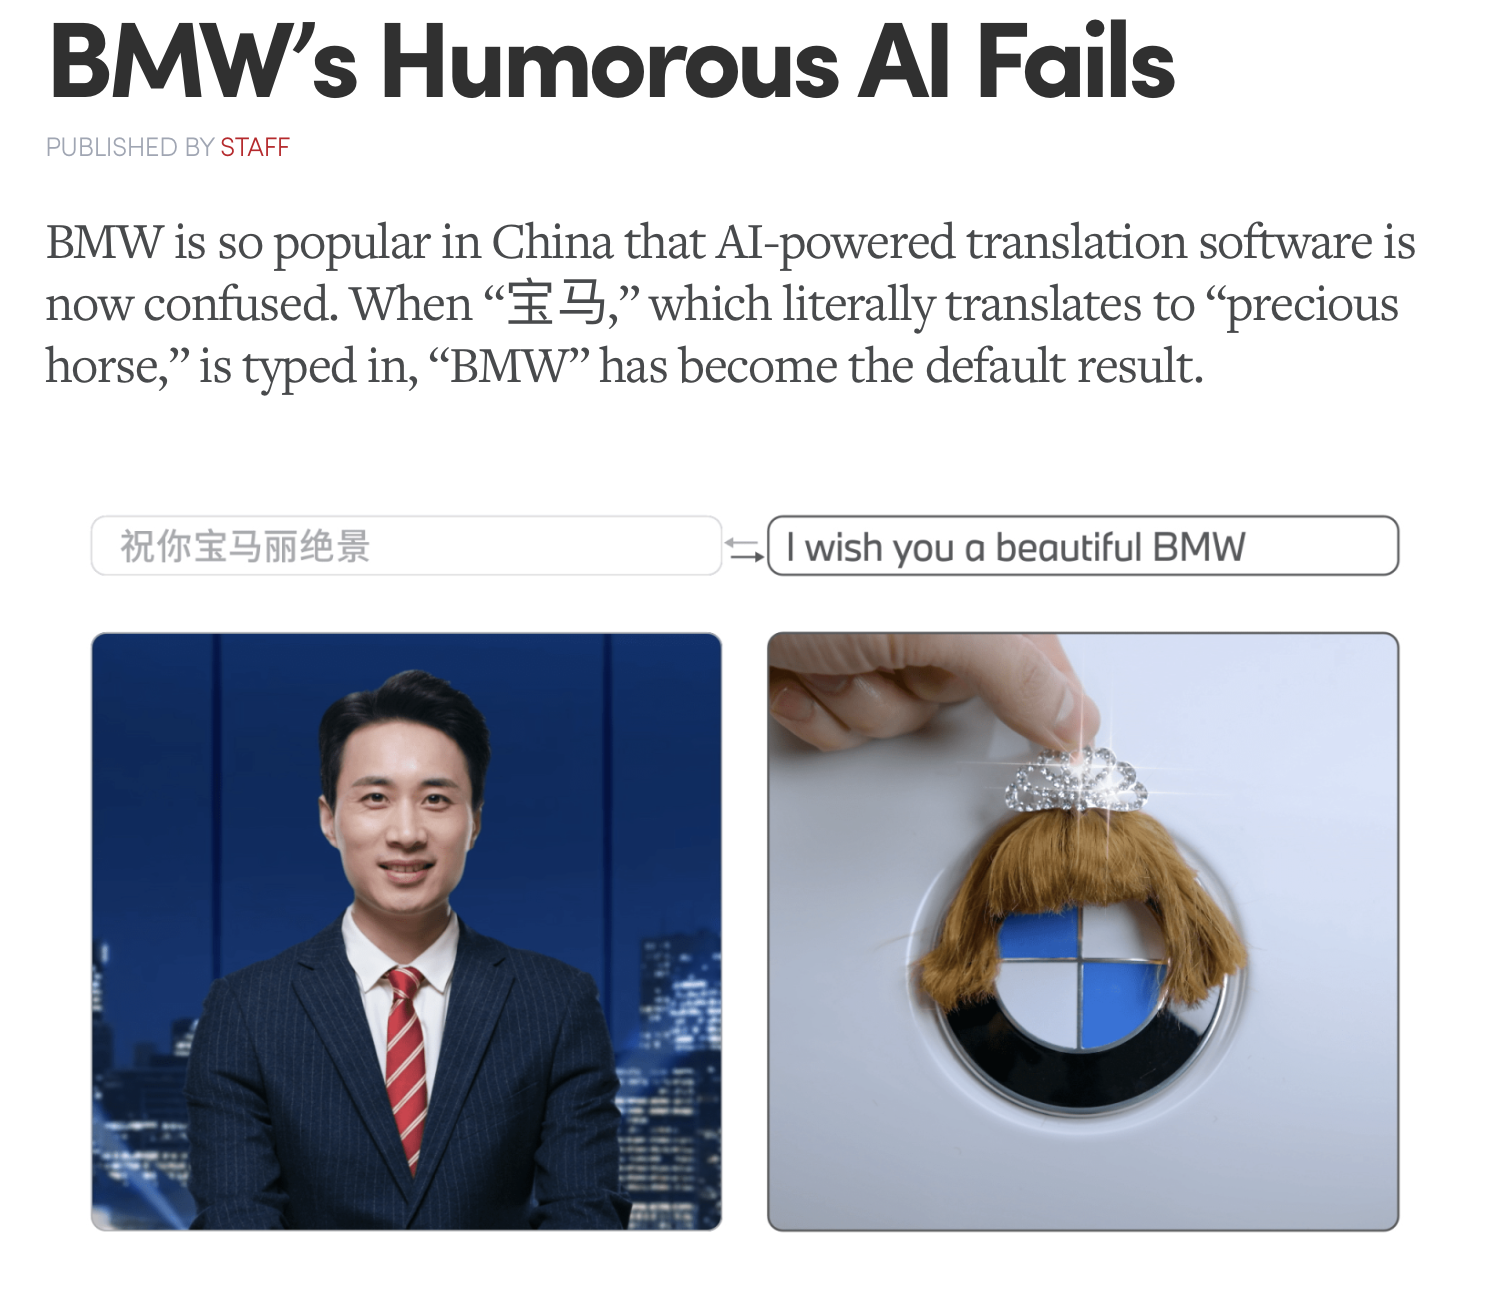 BMW’s Humorous AI Fails
PUBLISHED BY STAFF
BMW is so popular in China that AI-powered translation software is
now confused. When “宝马,” which literally translates to “precious
horse,” is typed in, “BMW” has become the default result.
祝你宝马丽绝景
I wish you a beautiful BMW